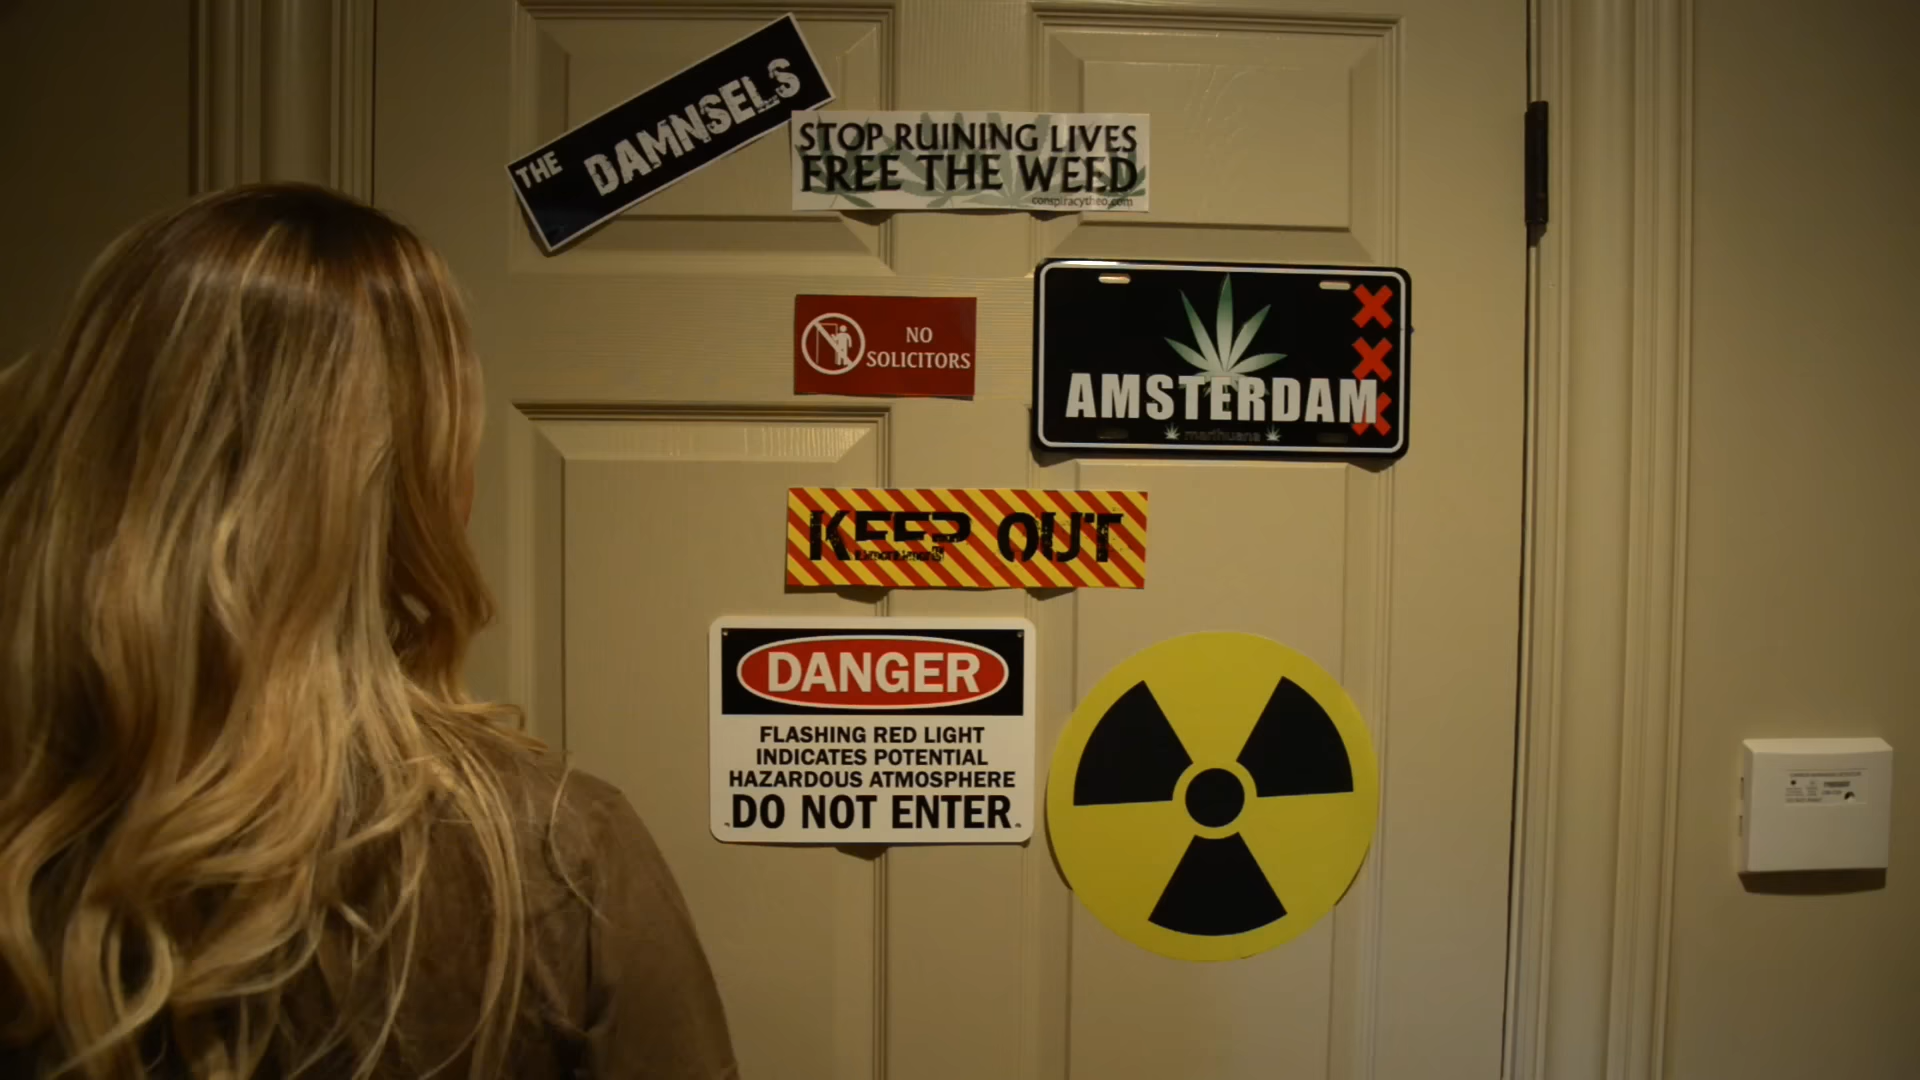 THE DAMNSELS
STOP RUINING LIVES
FREE THE WEED
conspiracytheo.com
NO
SOLICITORS
AMSTERDAM
marihuana
KEEP OUT
DANGER
FLASHING RED LIGHT
INDICATES POTENTIAL
HAZARDOUS ATMOSPHERE
DO NOT ENTER